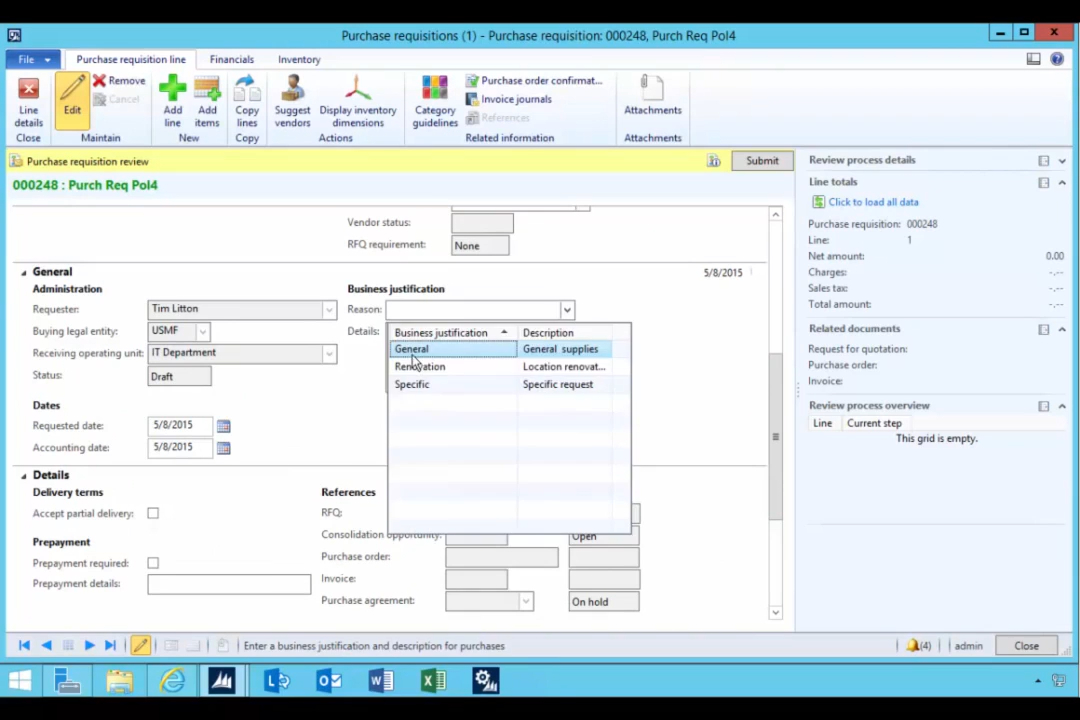 Purchase requisitions (1) - Purchase requisition: 000248, Purch Req Pol4
File
Purchase requisition line
Financials
Inventory
Line details
Edit
Remove
Cancel
Add line
Add items
Copy lines
Suggest vendors
Display inventory dimensions
Category guidelines
Purchase order confirmat...
Invoice journals
References
Attachments
Close
Maintain
New
Copy
Actions
Related information
Attachments
Purchase requisition review
Submit
000248 : Purch Req Pol4
Vendor status:
RFQ requirement: None
General
5/8/2015
Administration
Requester: Tim Litton
Buying legal entity: USMF
Receiving operating unit: IT Department
Status: Draft
Dates
Requested date: 5/8/2015
Accounting date: 5/8/2015
Business justification
Reason:
Details:
Business justification Description
General General supplies
Renovation Location renovat...
Specific Specific request
Details
Delivery terms
Accept partial delivery:
Prepayment
Prepayment required:
Prepayment details:
References
RFQ:
Consolidation opportunity: Open
Purchase order:
Invoice:
Purchase agreement: On hold
Review process details
Line totals
Click to load all data
Purchase requisition: 000248
Line: 1
Net amount: 0.00
Charges: -.--
Sales tax: -.--
Total amount: -.--
Related documents
Request for quotation:
Purchase order:
Invoice:
Review process overview
Line Current step
This grid is empty.
Enter a business justification and description for purchases
(4)
admin
Close